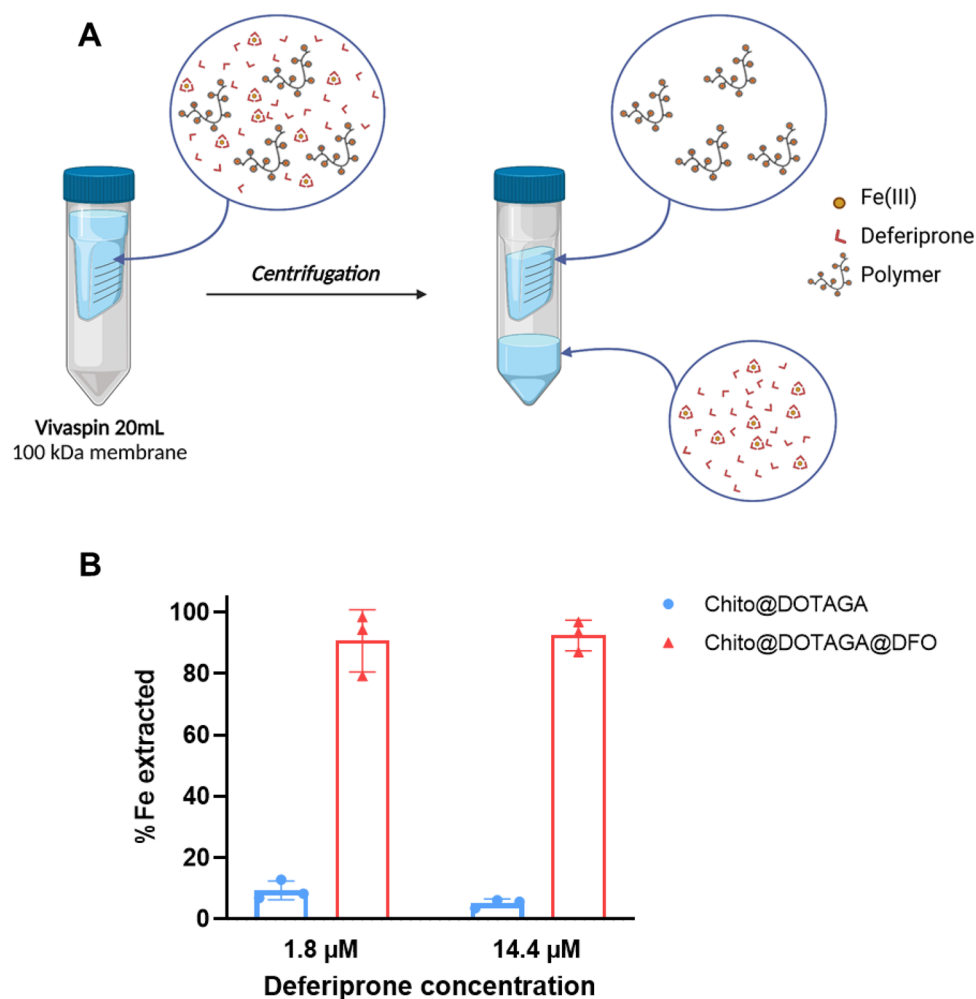 A
Centrifugation
Vivaspin 20mL
100 kDa membrane
Fe(III)
Deferiprone
Polymer
B
% Fe extracted
100
80
60
40
20
0
1.8 µM
14.4 µM
Deferiprone concentration
Chito@DOTAGA
Chito@DOTAGA@DFO